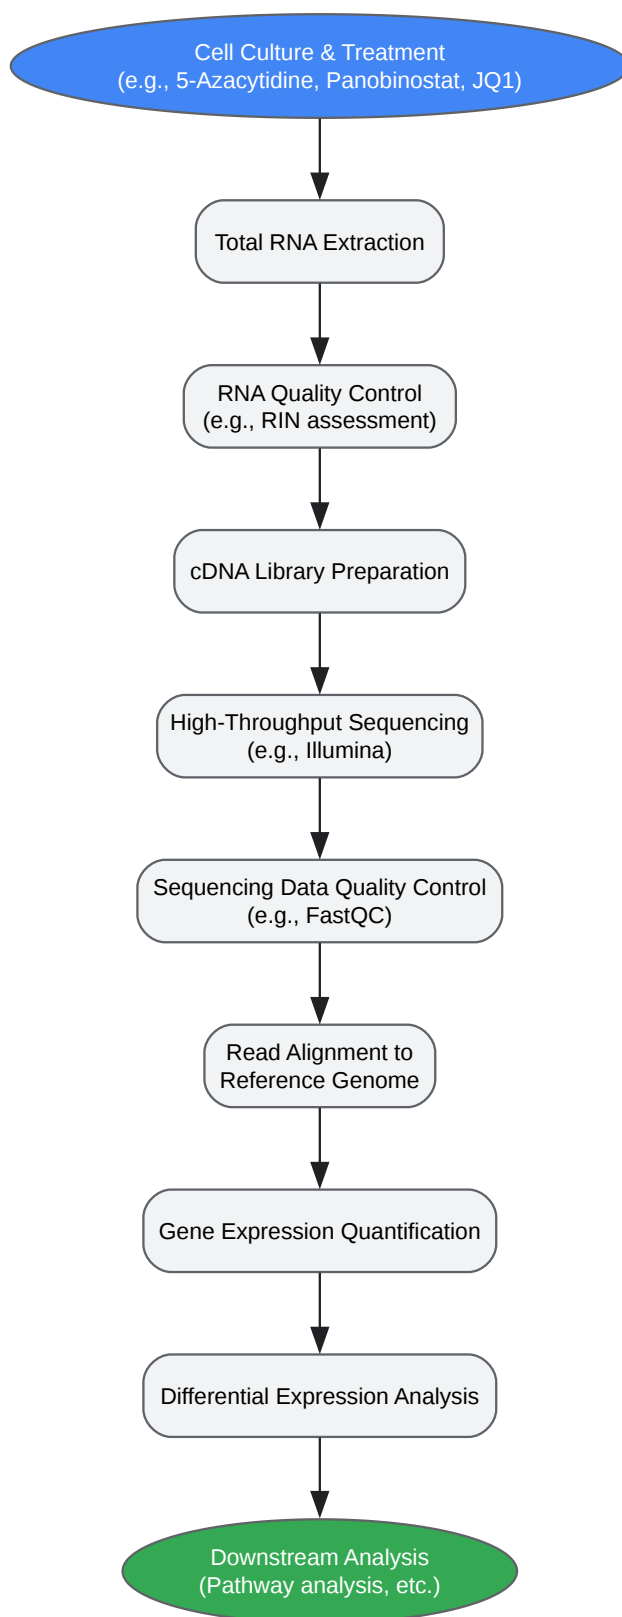 Cell Culture & Treatment
(e.g., 5-Azacytidine, Panobinostat, JQ1)
Total RNA Extraction
RNA Quality Control
(e.g., RIN assessment)
cDNA Library Preparation
High-Throughput Sequencing
(e.g., Illumina)
Sequencing Data Quality Control
(e.g., FastQC)
Read Alignment to
Reference Genome
Gene Expression Quantification
Differential Expression Analysis
Downstream Analysis
(Pathway analysis, etc.)